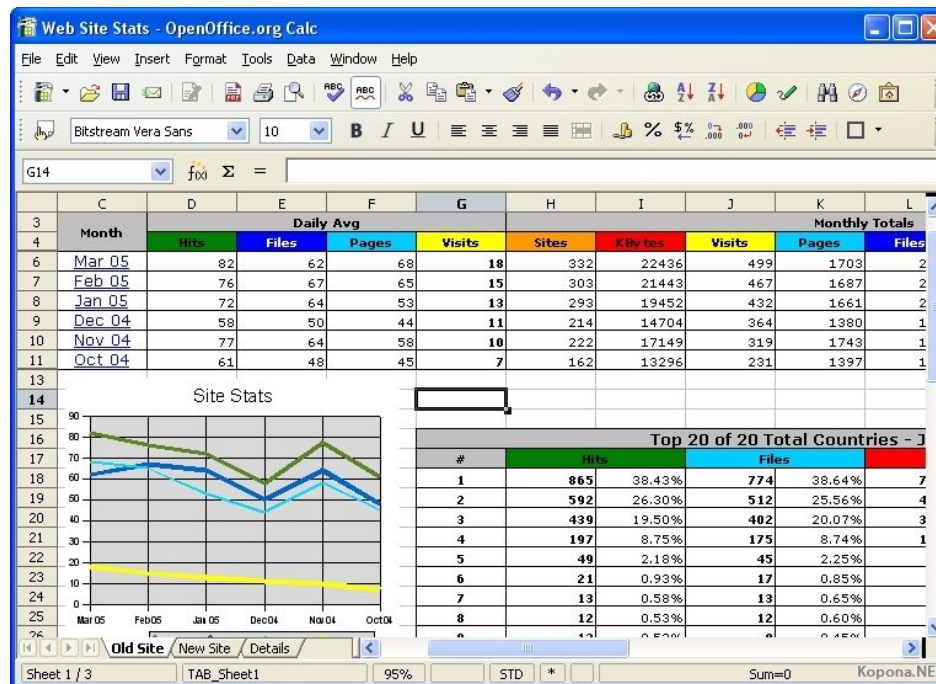 Web Site Stats - OpenOffice.org Calc
File Edit View Insert Format Tools Data Window Help
Bitstream Vera Sans 10 B I U
G14 f(x) Σ =
C D E F G H I J K L
3 Month Daily Avg Monthly Totals
4 Hits Files Pages Visits Sites KBytes Visits Pages Files
6 Mar 05 82 62 68 18 332 22436 499 1703 2
7 Feb 05 76 67 65 15 303 21443 467 1687 2
8 Jan 05 72 64 53 13 293 19452 432 1661 2
9 Dec 04 58 50 44 11 214 14704 364 1380 1
10 Nov 04 77 64 58 10 222 17149 319 1743 1
11 Oct 04 61 48 45 7 162 13296 231 1397 1
13
14
15
16 Top 20 of 20 Total Countries - J
17 # Hits Files
18 1 865 38.43% 774 38.64% 7
19 2 592 26.30% 512 25.56% 4
20 3 439 19.50% 402 20.07% 3
21 4 197 8.75% 175 8.74% 1
22 5 49 2.18% 45 2.25%
23 6 21 0.93% 17 0.85%
24 7 13 0.58% 13 0.65%
25 8 12 0.53% 12 0.60%
26
Site Stats
90
80
70
60
50
40
30
20
10
0
Mar 05 Feb 05 Jan 05 Dec 04 Nov 04 Oct 04
Old Site New Site Details
Sheet 1 / 3 TAB_Sheet1 95% STD * Sum=0 Kopona.NE